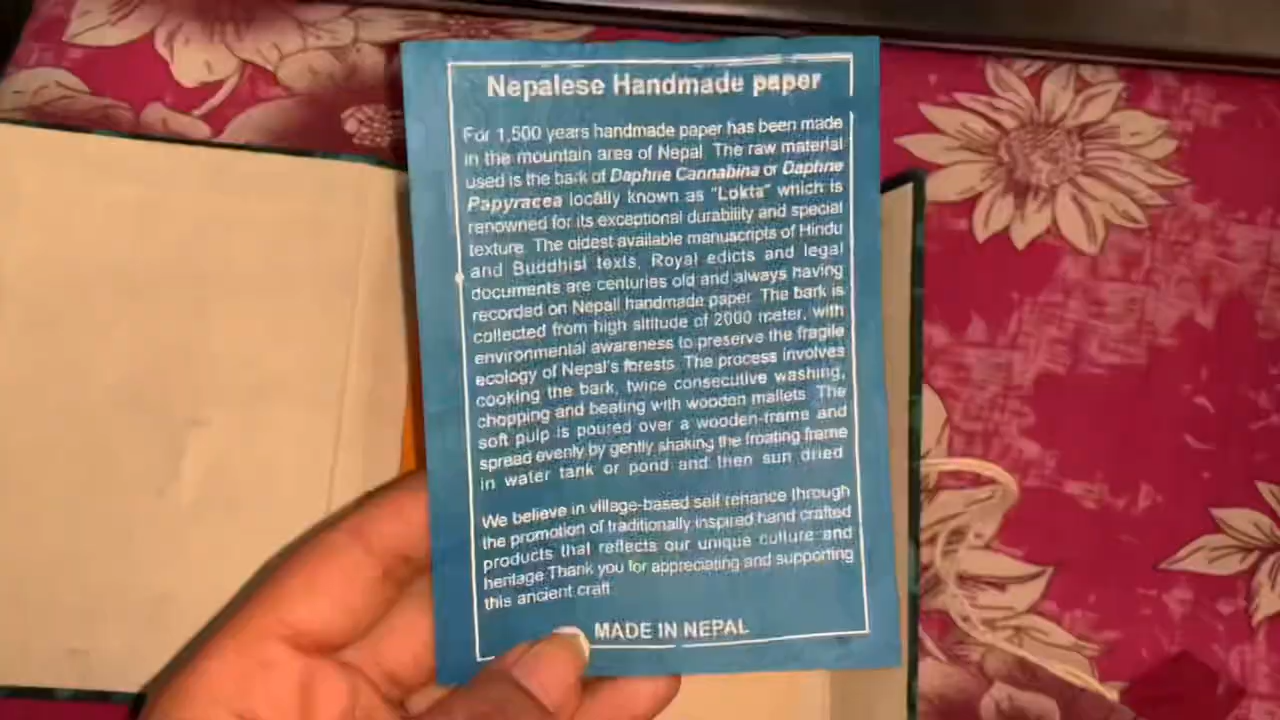 Nepalese Handmade paper
For 1,500 years handmade paper has been made
in the mountain area of Nepal. The raw material
used is the bark of Daphne Cannabina or Daphne
Papyracea locally known as "Lokta" which is
renowned for its exceptional durability and special
texture. The oldest available manuscripts of Hindu
and Buddhist texts, Royal edicts and legal
documents are centuries old and always having
recorded on Nepali handmade paper. The bark is
collected from high altitude of 2000 meter, with
environmental awareness to preserve the fragile
ecology of Nepal's forests. The process involves
cooking the bark, twice consecutive washing,
chopping and beating with wooden mallets. The
soft pulp is poured over a wooden-frame and
spread evenly by gently shaking the froating frame
in water tank or pond and then sun dried
We believe in village-based self reliance through
the promotion of traditionally inspired hand crafted
products that reflects our unique culture and
heritage Thank you for appreciating and supporting
this ancient craft
MADE IN NEPAL